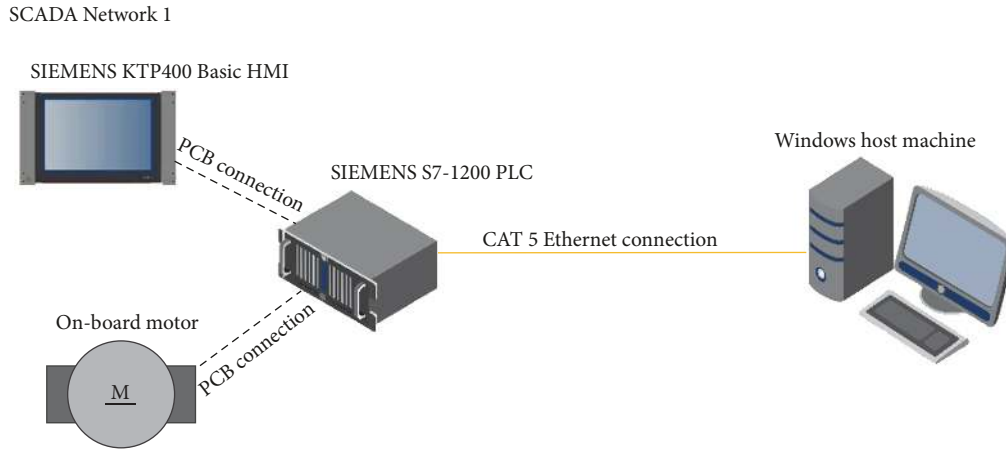 SCADA Network 1
SIEMENS KTP400 Basic HMI
PCB connection
SIEMENS S7-1200 PLC
Windows host machine
CAT 5 Ethernet connection
On-board motor
PCB connection
M